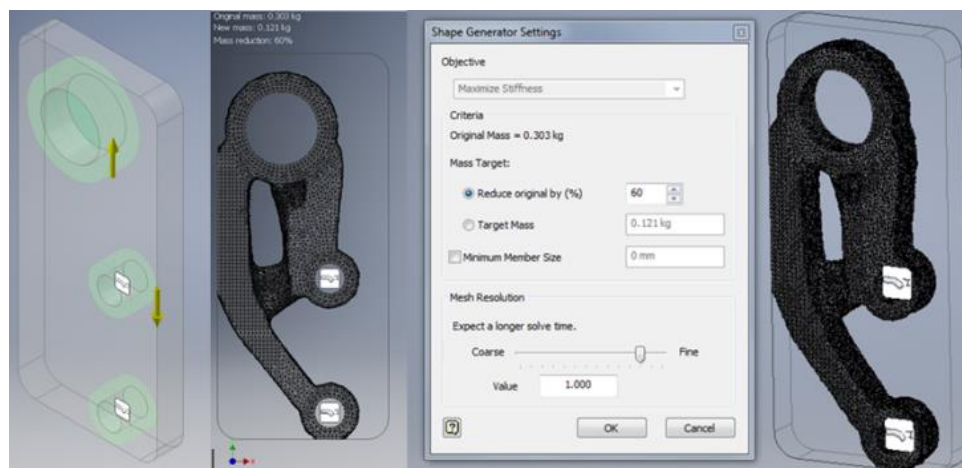 Original mass: 0.303 kg
New mass: 0.121 kg
Mass reduction: 60%
Shape Generator Settings
Objective
Maximize Stiffness
Criteria
Original Mass = 0.303 kg
Mass Target:
Reduce original by (%) 60
Target Mass 0.121 kg
Minimum Member Size 0 mm
Mesh Resolution
Expect a longer solve time.
Coarse Fine
Value 1.000
? OK Cancel